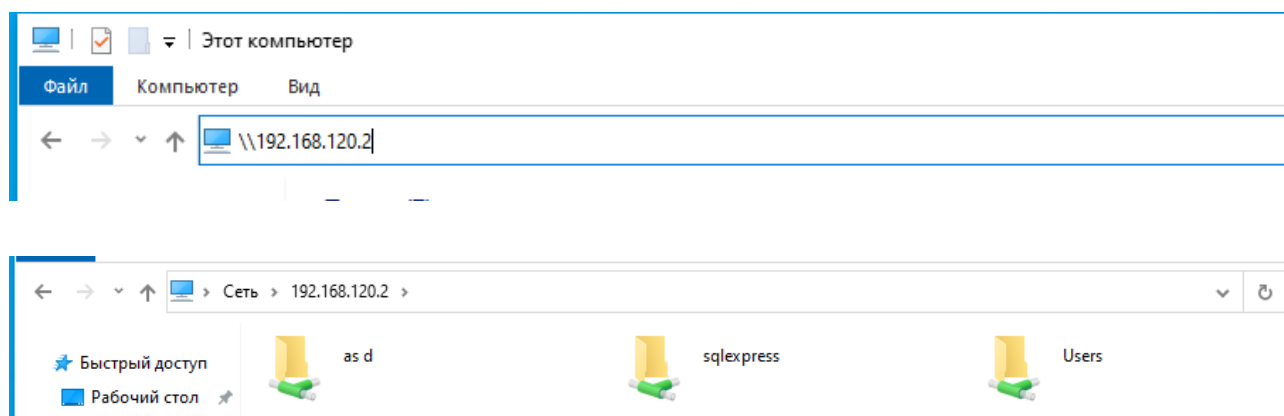 Этот компьютер
Файл Компьютер Вид
\\192.168.120.2
Сеть 192.168.120.2
Быстрый доступ as d sqlexpress Users
Рабочий стол